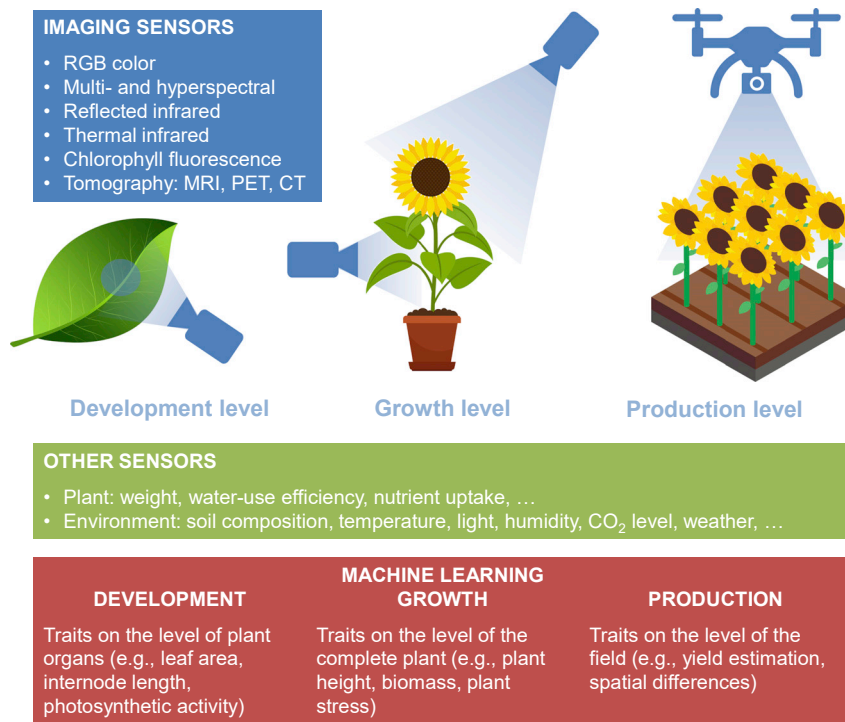 IMAGING SENSORS
• RGB color
• Multi- and hyperspectral
• Reflected infrared
• Thermal infrared
• Chlorophyll fluorescence
• Tomography: MRI, PET, CT
Development level
Growth level
Production level
OTHER SENSORS
• Plant: weight, water-use efficiency, nutrient uptake, …
• Environment: soil composition, temperature, light, humidity, CO₂ level, weather, …
MACHINE LEARNING
DEVELOPMENT
Traits on the level of plant
organs (e.g., leaf area,
internode length,
photosynthetic activity)
GROWTH
Traits on the level of the
complete plant (e.g., plant
height, biomass, plant
stress)
PRODUCTION
Traits on the level of the
field (e.g., yield estimation,
spatial differences)